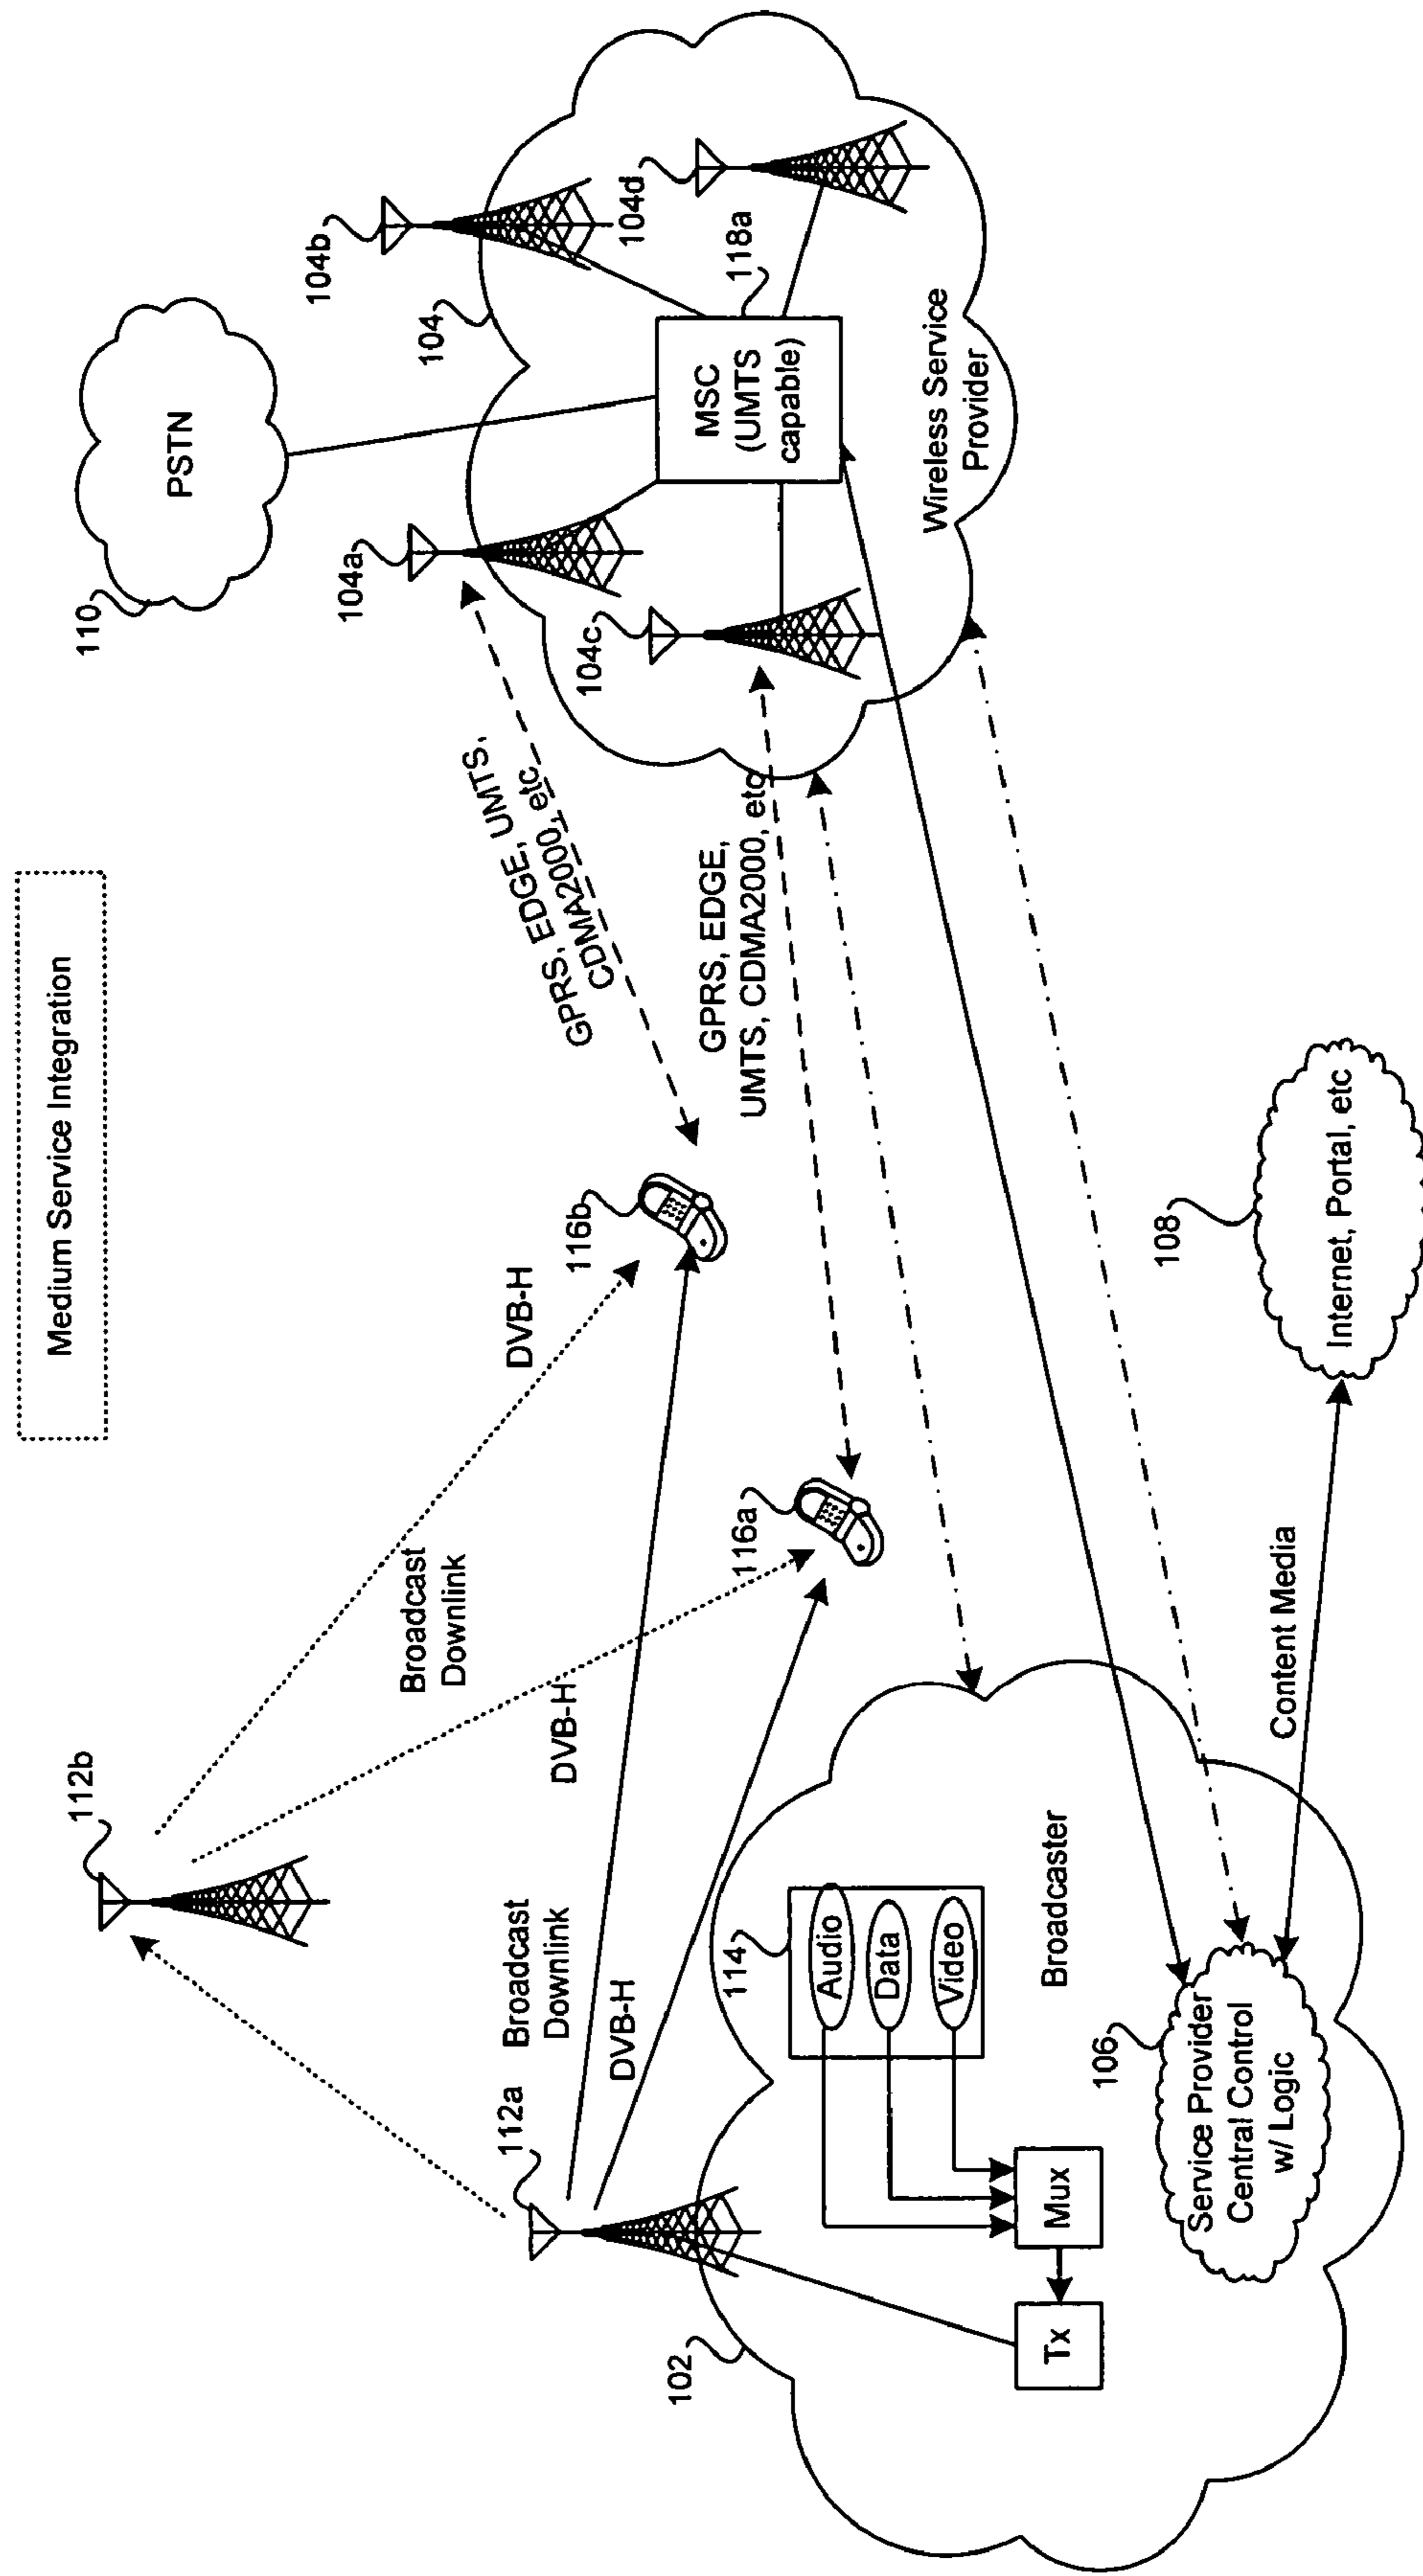 Medium Service Integration
110
PSTN
112b
104b
104
104a
104d
118a
MSC
(UMTS
capable)
104c
Wireless Service
Provider
GPRS, EDGE, UMTS,
CDMA2000, etc
GPRS, EDGE,
UMTS, CDMA2000, etc
116b
DVB-H
Broadcast
Downlink
DVB-H
116a
112a
Broadcast
Downlink
DVB-H
102
114
Audio
Data
Video
Tx
Mux
Broadcaster
106
Service Provider
Central Control
w/ Logic
Content Media
108
Internet, Portal, etc